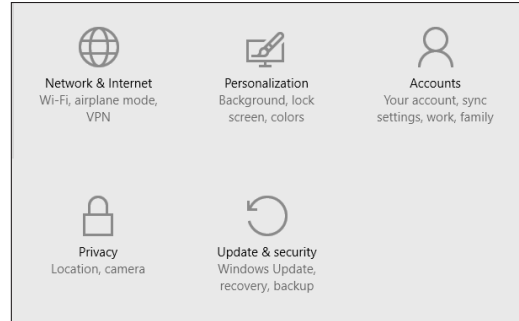 Network & Internet
Wi-Fi, airplane mode,
VPN
Personalization
Background, lock
screen, colors
Accounts
Your account, sync
settings, work, family
Privacy
Location, camera
Update & security
Windows Update,
recovery, backup